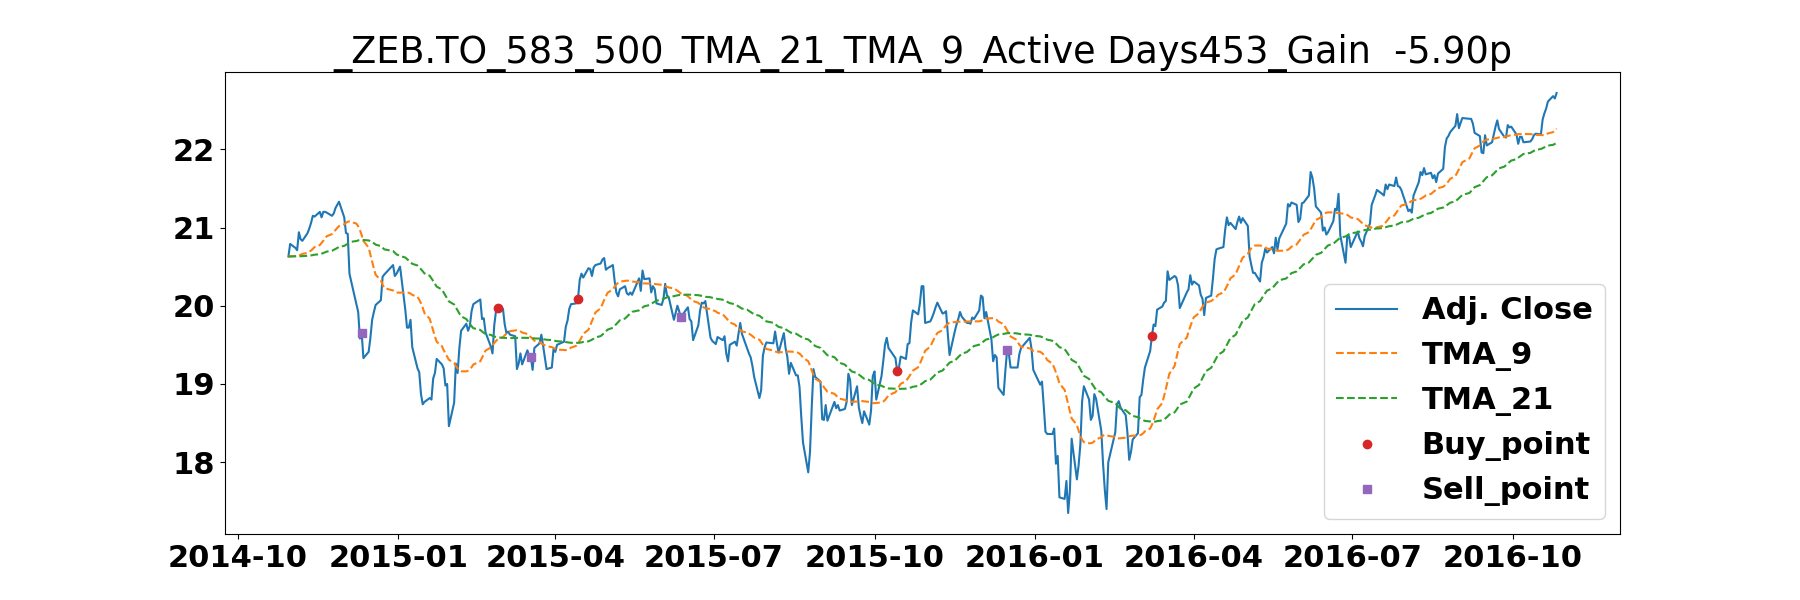 _ZEB.TO_583_500_TMA_21_TMA_9_Active Days453_Gain  -5.90p
22
21
20
19
18
Adj. Close
TMA_9
TMA_21
Buy_point
Sell_point
2014-10 2015-01 2015-04 2015-07 2015-10 2016-01 2016-04 2016-07 2016-10